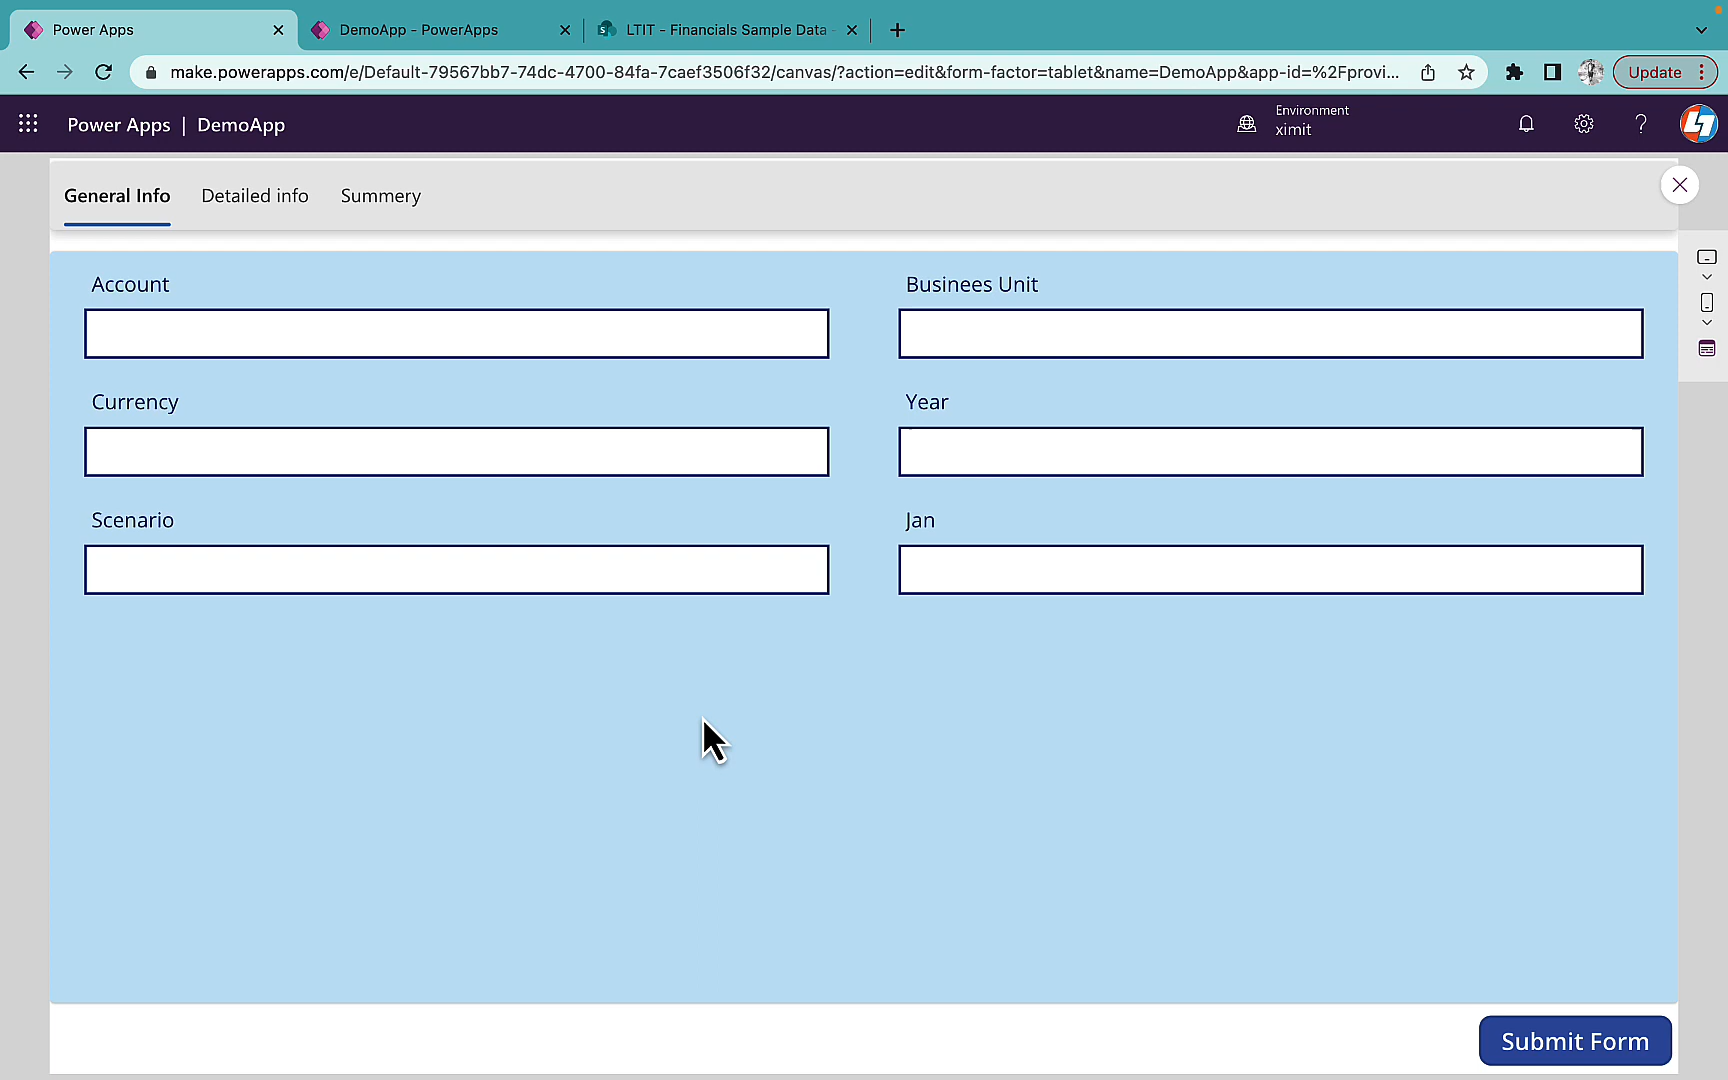 Power Apps
DemoApp - PowerApps
LTIT - Financials Sample Data -
make.powerapps.com/e/Default-79567bb7-74dc-4700-84fa-7caef3506f32/canvas/?action=edit&form-factor=tablet&name=DemoApp&app-id=%2Fprovi...
Update
Power Apps | DemoApp
Environment
ximit
General Info
Detailed info
Summery
Account
Businees Unit
Currency
Year
Scenario
Jan
Submit Form